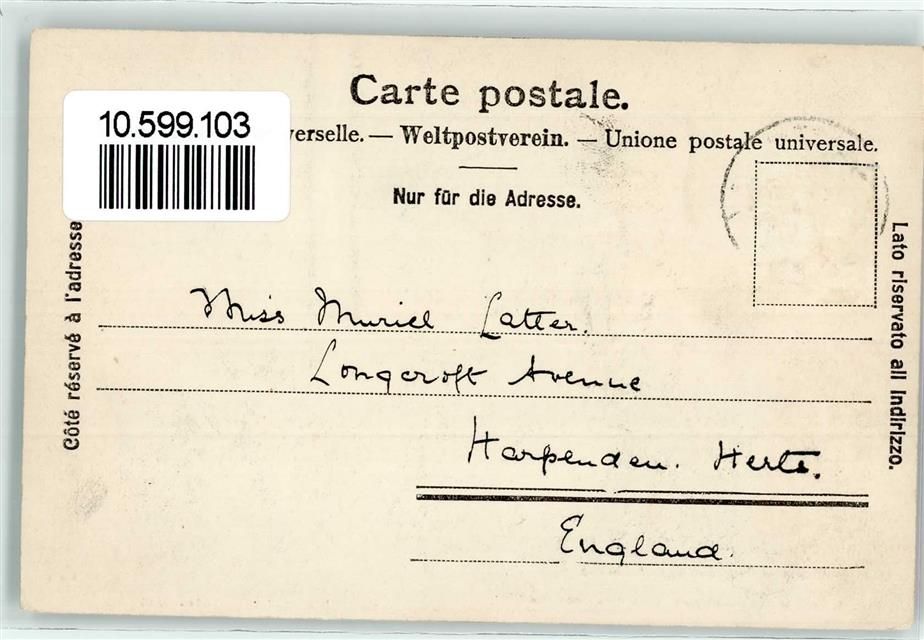 Carte postale.
10.599.103
verselle. — Weltpostverein. — Unione postale universale.
Nur für die Adresse.
Côté réservé à l'adresse
Lato riservato all indirizzo.
Miss Muriel Latter.
Longcroft Avenue
Harpenden. Herts.
England.